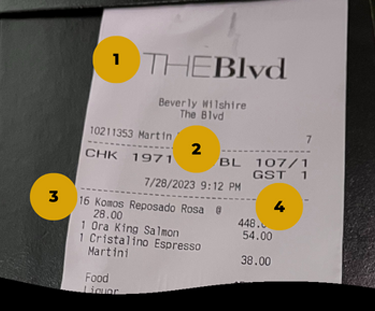 1
THEBlvd
Beverly Wilshire
The Blvd
10211353 Martin 7
2
CHK 1971 BL 107/1
GST 1
7/28/2023 9:12 PM
3
4
16 Komos Reposado Rosa @
28.00 448.
1 Ora King Salmon 54.00
1 Cristalino Espresso
Martini 38.00
Food
Liquor